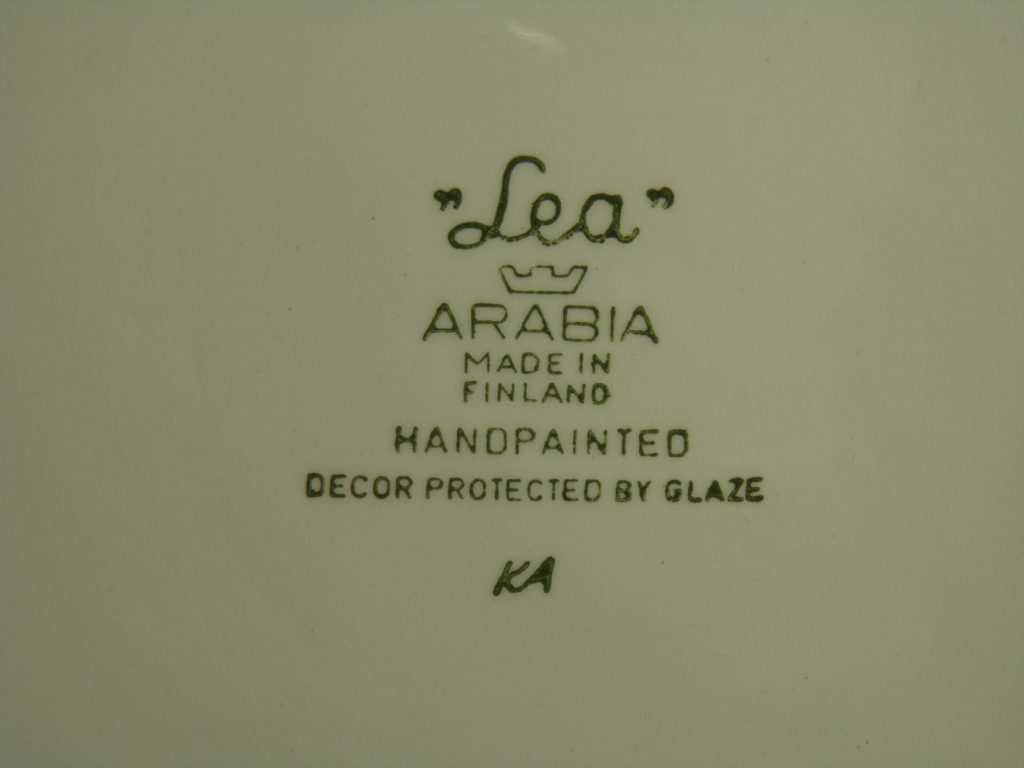 "Lea"
ARABIA
MADE IN
FINLAND
HANDPAINTED
DECOR PROTECTED BY GLAZE
KA